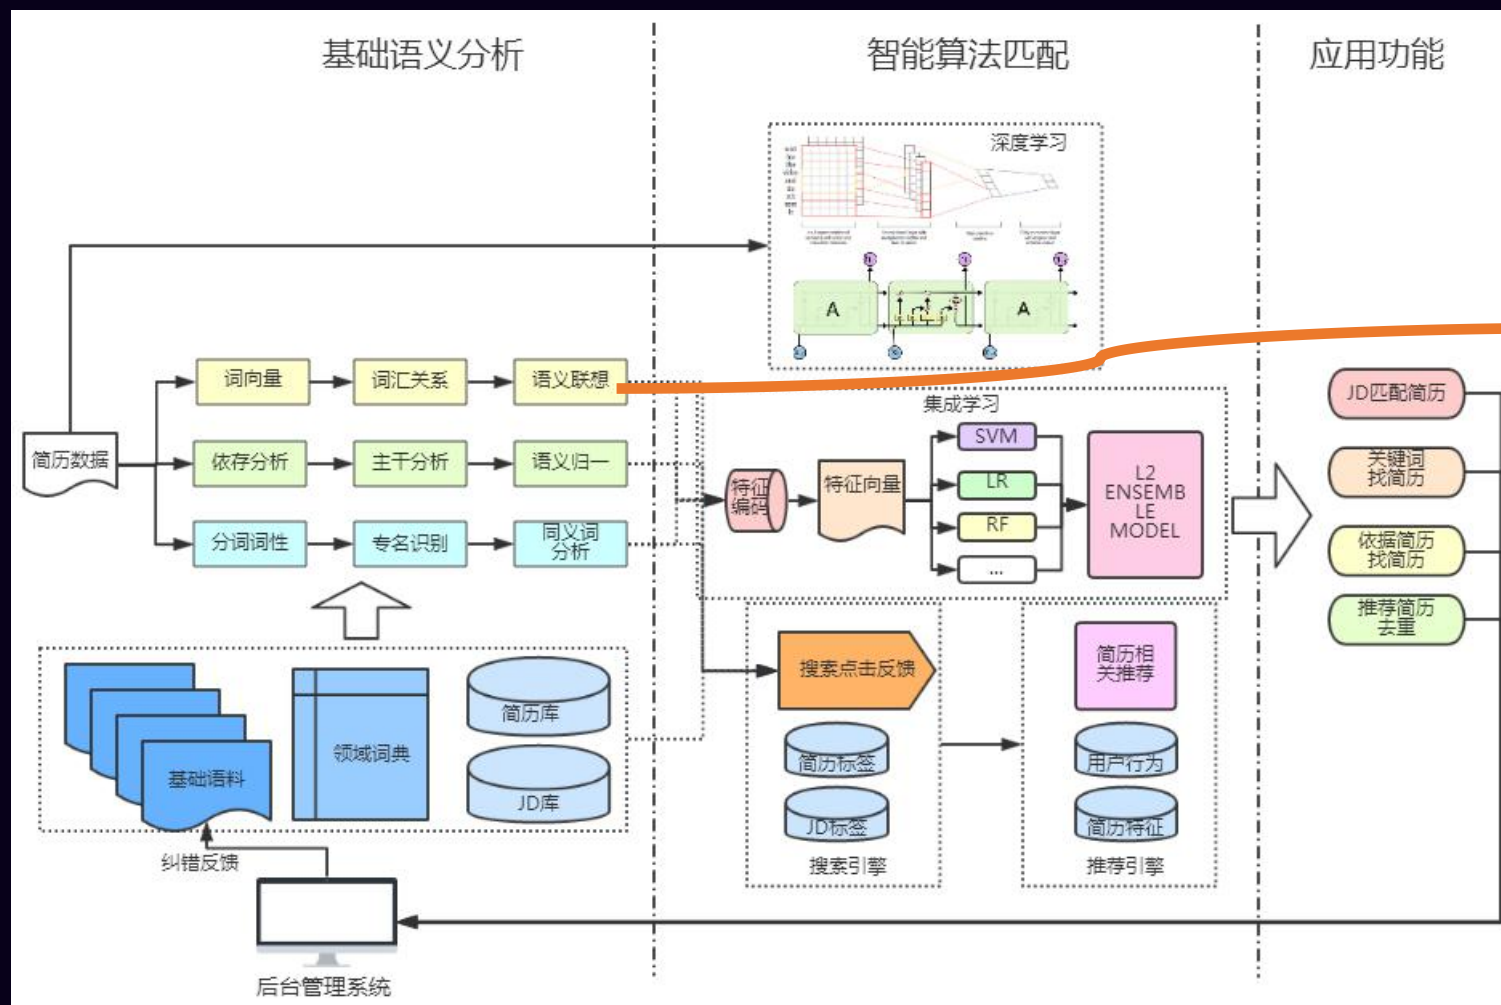 基础语义分析
智能算法匹配
应用功能
深度学习
A
A
词向量
词汇关系
语义联想
简历数据
依存分析
主干分析
语义归一
分词词性
专名识别
同义词
分析
集成学习
特征
编码
特征向量
SVM
LR
RF
...
L2
ENSEMB
LE
MODEL
JD匹配简历
关键词
找简历
依据简历
找简历
推荐简历
去重
基础语料
领域词典
简历库
JD库
搜索点击反馈
简历标签
JD标签
搜索引擎
简历相
关推荐
用户行为
简历特征
推荐引擎
纠错反馈
后台管理系统